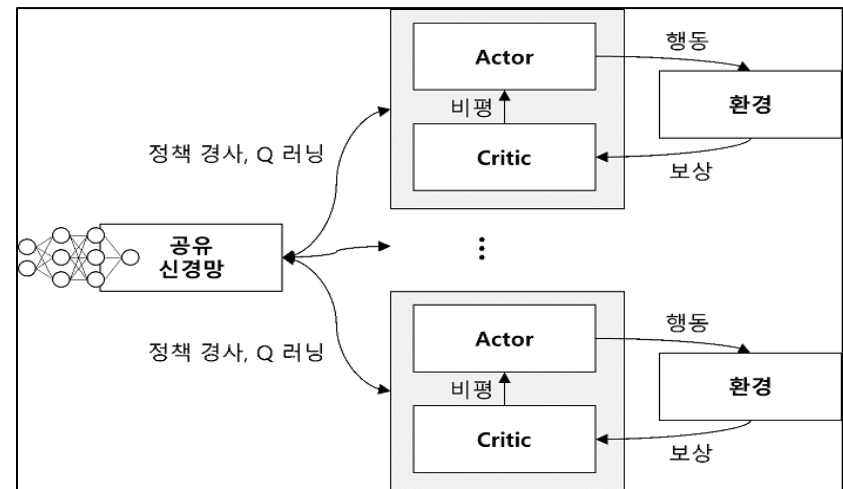 Actor
행동
비평
환경
Critic
보상
정책 경사, Q 러닝
공유
신경망
정책 경사, Q 러닝
Actor
행동
비평
환경
Critic
보상